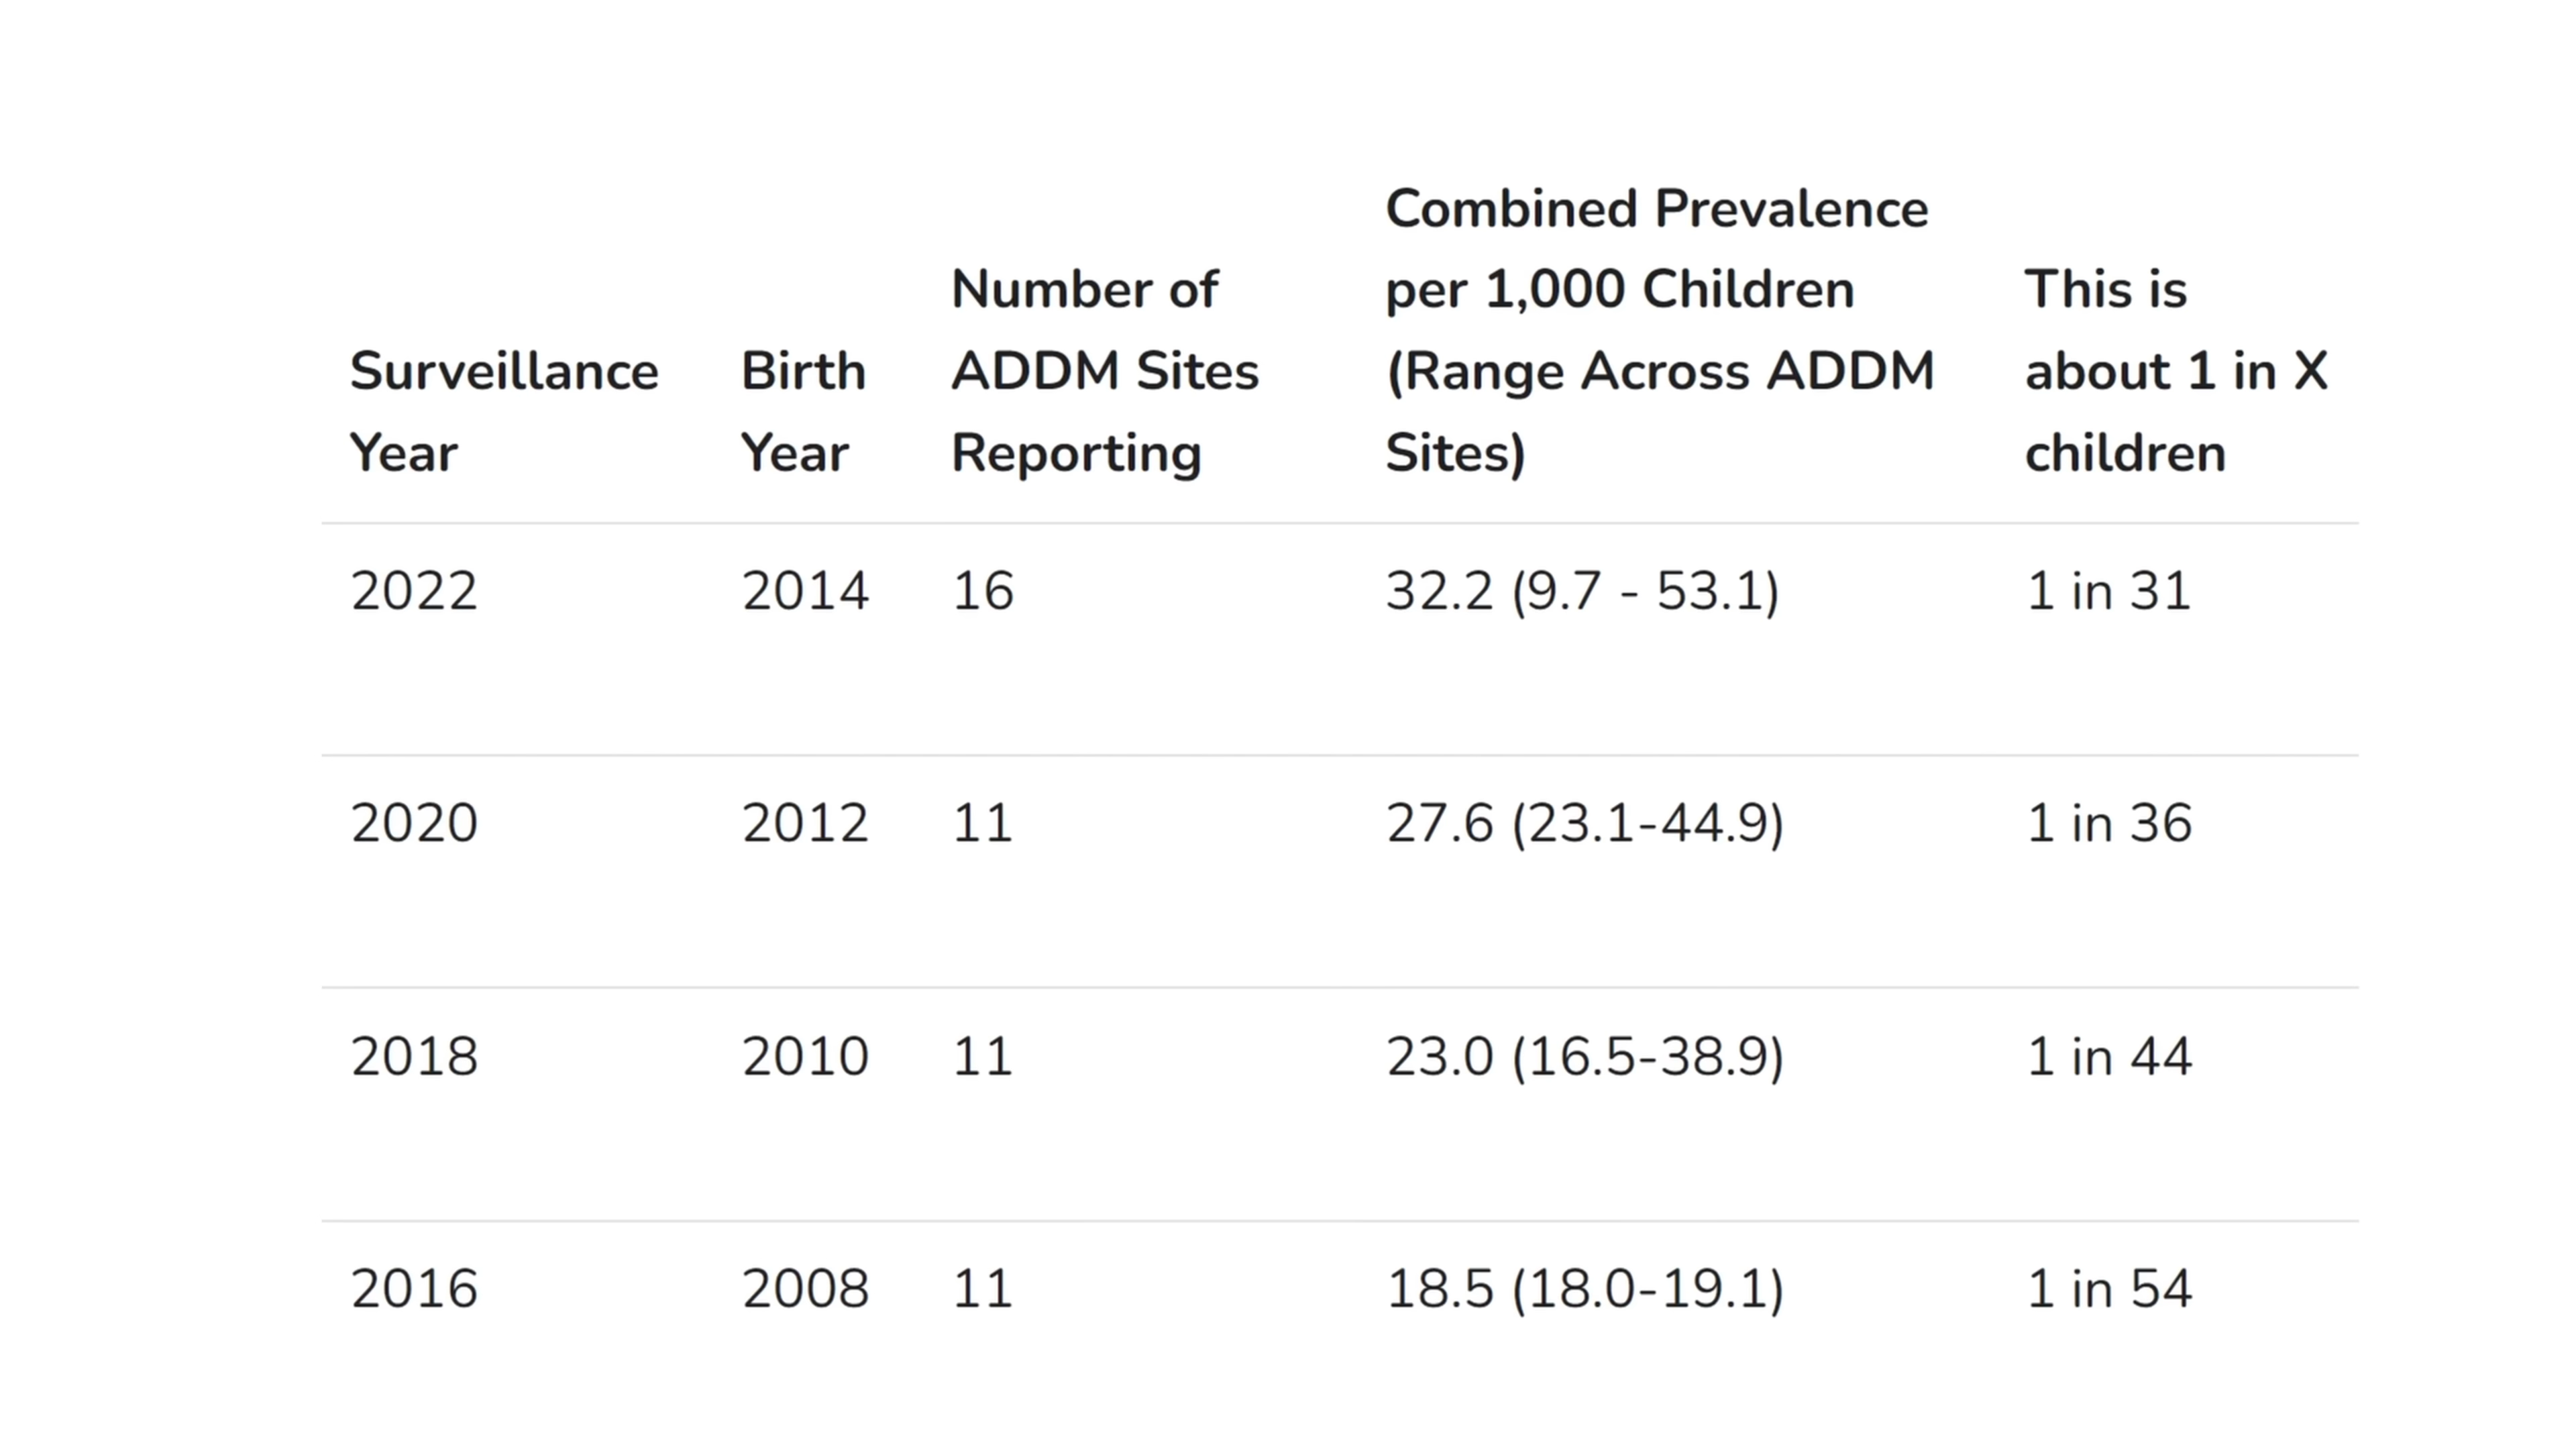 Surveillance Year
Birth Year
Number of ADDM Sites Reporting
Combined Prevalence per 1,000 Children (Range Across ADDM Sites)
This is about 1 in X children
2022 2014 16 32.2 (9.7 - 53.1) 1 in 31
2020 2012 11 27.6 (23.1-44.9) 1 in 36
2018 2010 11 23.0 (16.5-38.9) 1 in 44
2016 2008 11 18.5 (18.0-19.1) 1 in 54